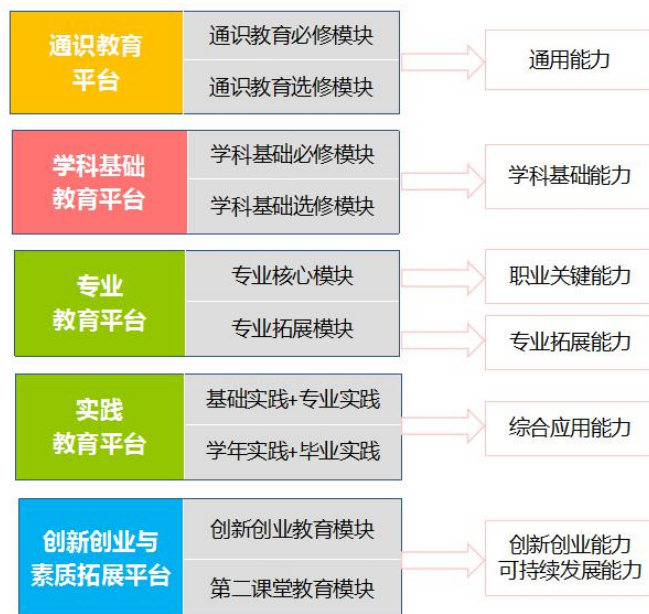 通识教育
平台
通识教育必修模块
通识教育选修模块
通用能力
学科基础
教育平台
学科基础必修模块
学科基础选修模块
学科基础能力
专业
教育平台
专业核心模块
专业拓展模块
职业关键能力
专业拓展能力
实践
教育平台
基础实践+专业实践
学年实践+毕业实践
综合应用能力
创新创业与
素质拓展平台
创新创业教育模块
第二课堂教育模块
创新创业能力
可持续发展能力